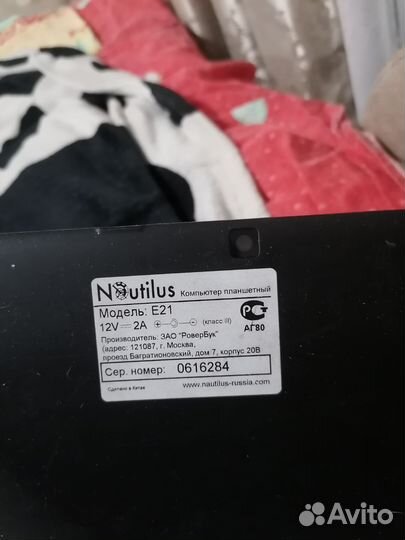 Nautilus Компьютер планшетный
Модель: E21
12V 2A (класс III)
АГ80
Производитель: ЗАО "РоверБук"
(адрес: 121087, г. Москва,
проезд Багратионовский, дом 7, корпус 20В
Сер. номер: 0616284
Сделано в Китае www.nautilus-russia.com
Avito